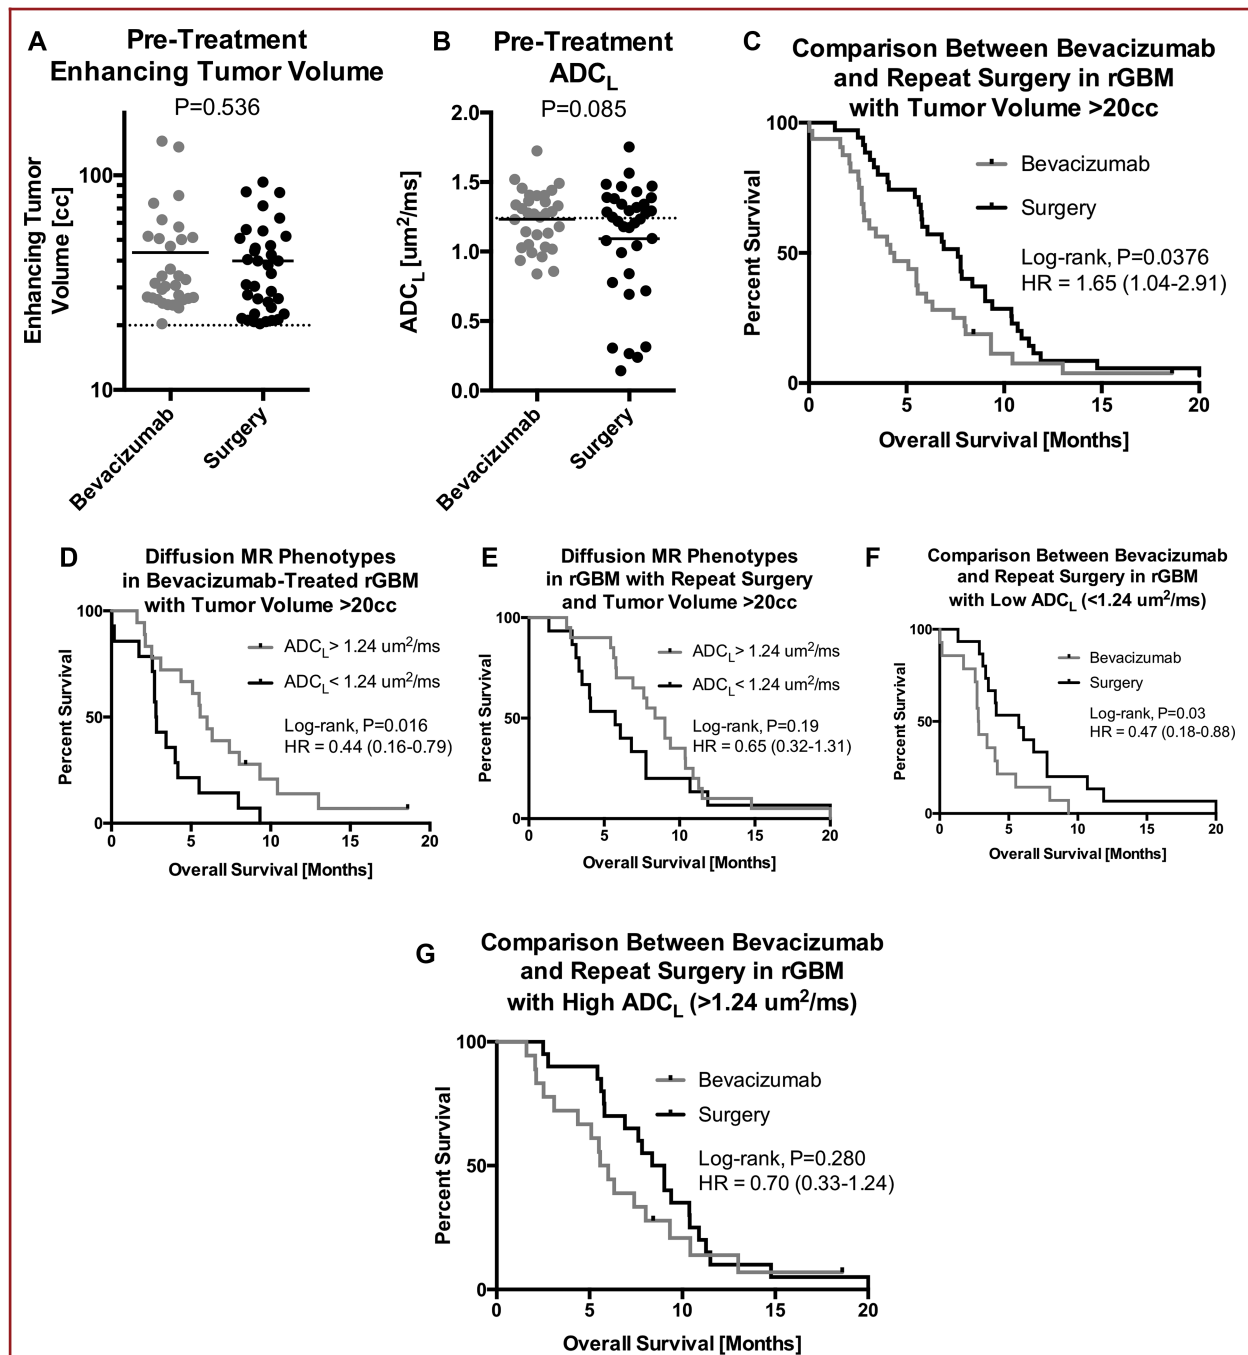 A
Pre-Treatment
Enhancing Tumor Volume
P=0.536
Enhancing Tumor
Volume [cc]
100
10
Bevacizumab
Surgery
B
Pre-Treatment
ADCL
P=0.085
ADCL [um2/ms]
2.0
1.5
1.0
0.5
0.0
Bevacizumab
Surgery
C
Comparison Between Bevacizumab
and Repeat Surgery in rGBM
with Tumor Volume >20cc
Percent Survival
100
50
0
Bevacizumab
Surgery
Log-rank, P=0.0376
HR = 1.65 (1.04-2.91)
0 5 10 15 20
Overall Survival [Months]
D
Diffusion MR Phenotypes
in Bevacizumab-Treated rGBM
with Tumor Volume >20cc
Percent Survival
100
50
0
ADCL> 1.24 um2/ms
ADCL< 1.24 um2/ms
Log-rank, P=0.016
HR = 0.44 (0.16-0.79)
0 5 10 15 20
Overall Survival [Months]
E
Diffusion MR Phenotypes
in rGBM with Repeat Surgery
and Tumor Volume >20cc
Percent Survival
100
50
0
ADCL> 1.24 um2/ms
ADCL< 1.24 um2/ms
Log-rank, P=0.19
HR = 0.65 (0.32-1.31)
0 5 10 15 20
Overall Survival [Months]
F
Comparison Between Bevacizumab
and Repeat Surgery in rGBM
with Low ADCL (<1.24 um2/ms)
Percent Survival
100
50
0
Bevacizumab
Surgery
Log-rank, P=0.03
HR = 0.47 (0.18-0.88)
0 5 10 15 20
Overall Survival [Months]
G
Comparison Between Bevacizumab
and Repeat Surgery in rGBM
with High ADCL (>1.24 um2/ms)
Percent Survival
100
50
0
Bevacizumab
Surgery
Log-rank, P=0.280
HR = 0.70 (0.33-1.24)
0 5 10 15 20
Overall Survival [Months]